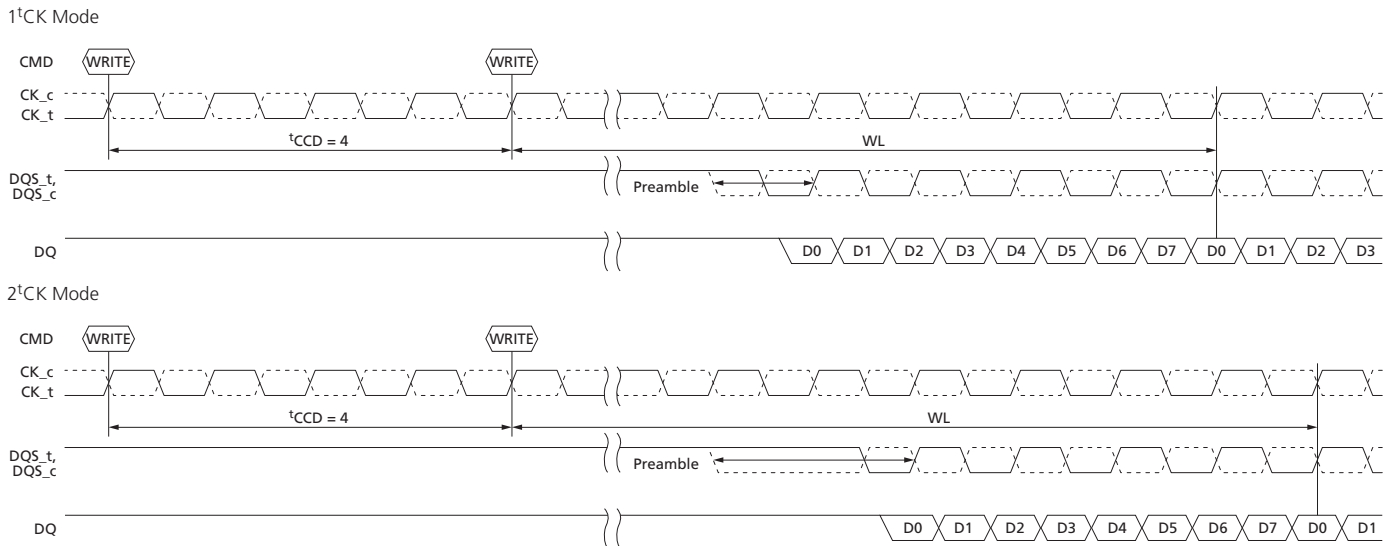 1tCK Mode
CMD WRITE WRITE
CK_c
CK_t
tCCD = 4 WL
DQS_t,
DQS_c Preamble
DQ D0 D1 D2 D3 D4 D5 D6 D7 D0 D1 D2 D3
2tCK Mode
CMD WRITE WRITE
CK_c
CK_t
tCCD = 4 WL
DQS_t,
DQS_c Preamble
DQ D0 D1 D2 D3 D4 D5 D6 D7 D0 D1